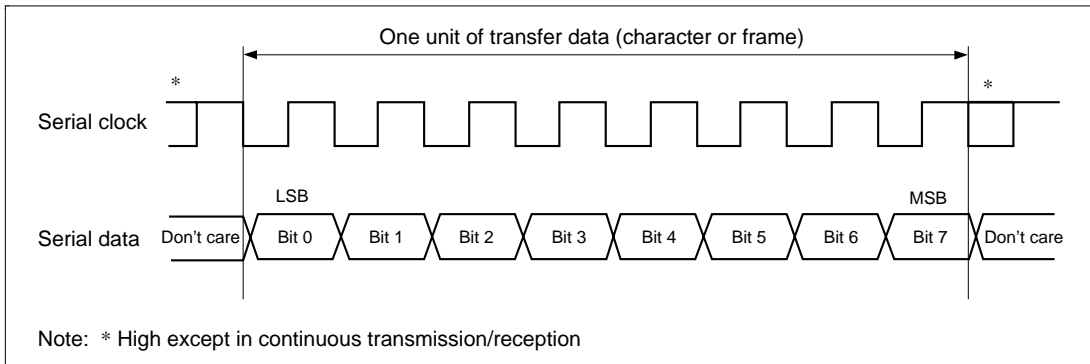 One unit of transfer data (character or frame)
* *
Serial clock
LSB MSB
Serial data Don't care Bit 0 Bit 1 Bit 2 Bit 3 Bit 4 Bit 5 Bit 6 Bit 7 Don't care
Note: * High except in continuous transmission/reception